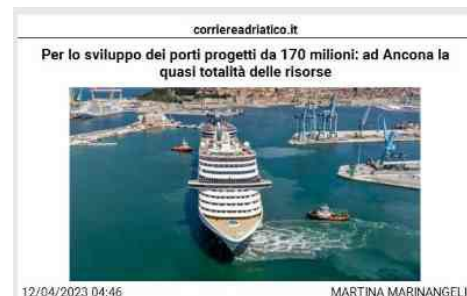 corriereadriatico.it
Per lo sviluppo dei porti progetti da 170 milioni: ad Ancona la
quasi totalità delle risorse
12/04/2023 04:46
MARTINA MARINANGELI